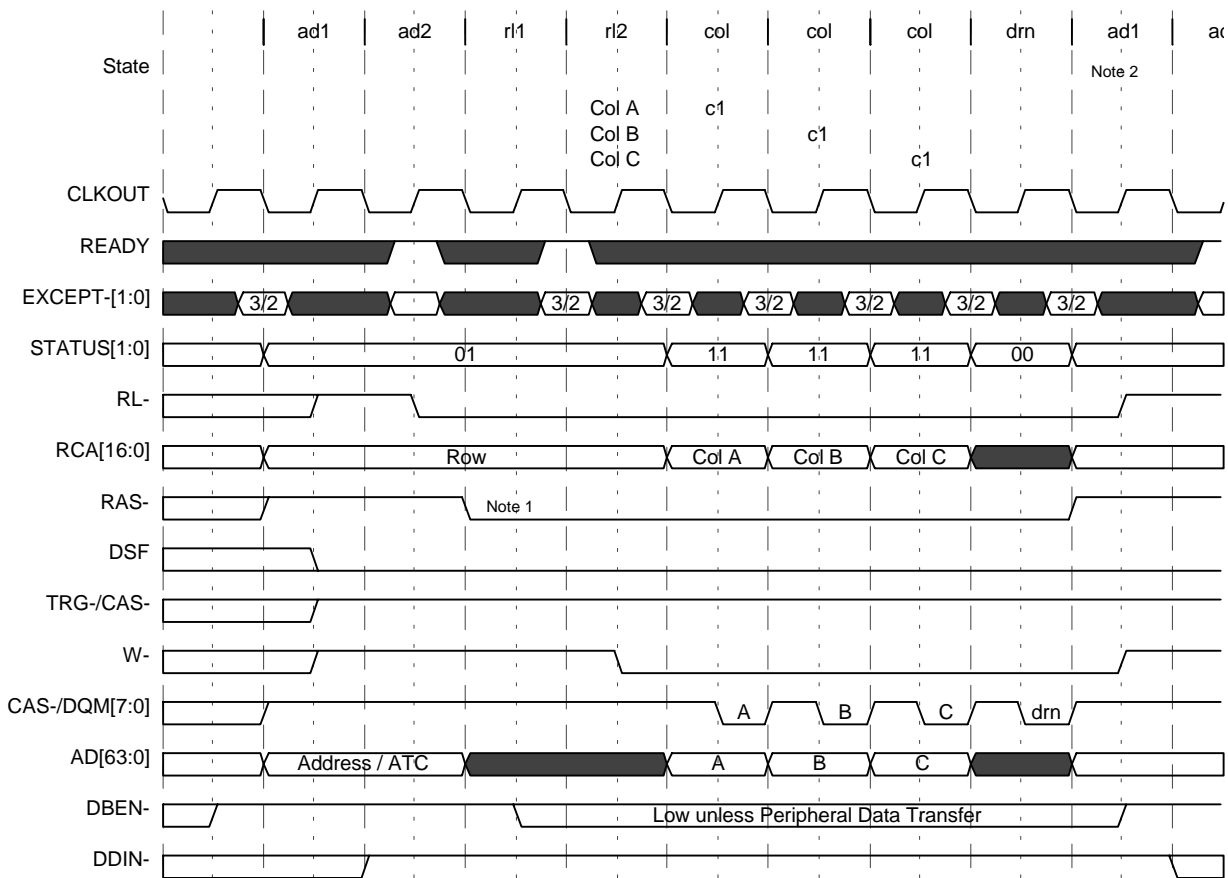 ad1 ad2 rl1 rl2 col col col drn ad1
State Note 2
Col A c1
Col B c1
Col C c1
CLKOUT
READY
EXCEPT-[1:0] 3/2 3/2 3/2 3/2 3/2 3/2 3/2
STATUS[1:0] 01 11 11 11 00
RL-
RCA[16:0] Row Col A Col B Col C
RAS- Note 1
DSF
TRG-/CAS-
W-
CAS-/DQM[7:0] A B C drn
AD[63:0] Address / ATC A B C
DBEN- Low unless Peripheral Data Transfer
DDIN-